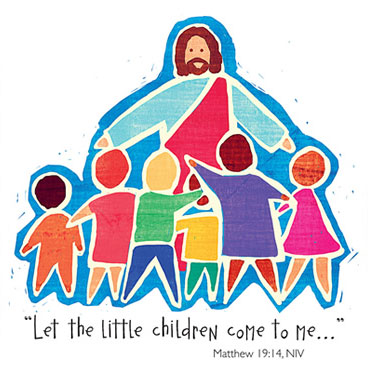 "Let the little children come to me..."
Matthew 19:14, NIV